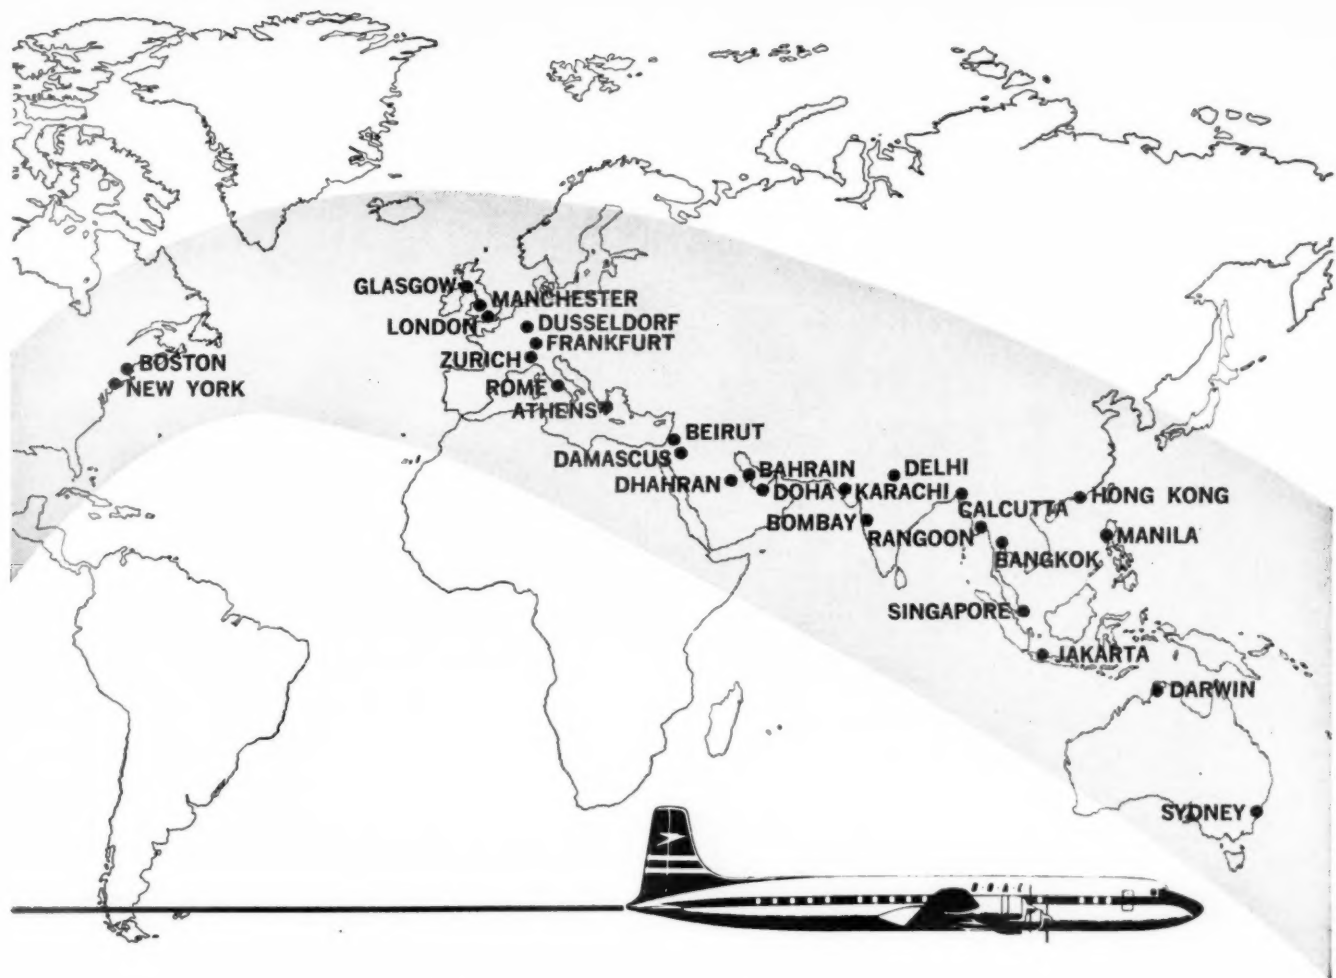 GLASGOW
MANCHESTER
LONDON
DUSSELDORF
FRANKFURT
ZURICH
BOSTON
NEW YORK
ROME
ATHENS
BEIRUT
DAMASCUS
DHAHRAN
BAHRAIN
DELHI
DOHA
KARACHI
CALCUTTA
HONG KONG
BOMBAY
RANGOON
MANILA
BANGKOK
SINGAPORE
JAKARTA
DARWIN
SYDNEY
B·O·A·C